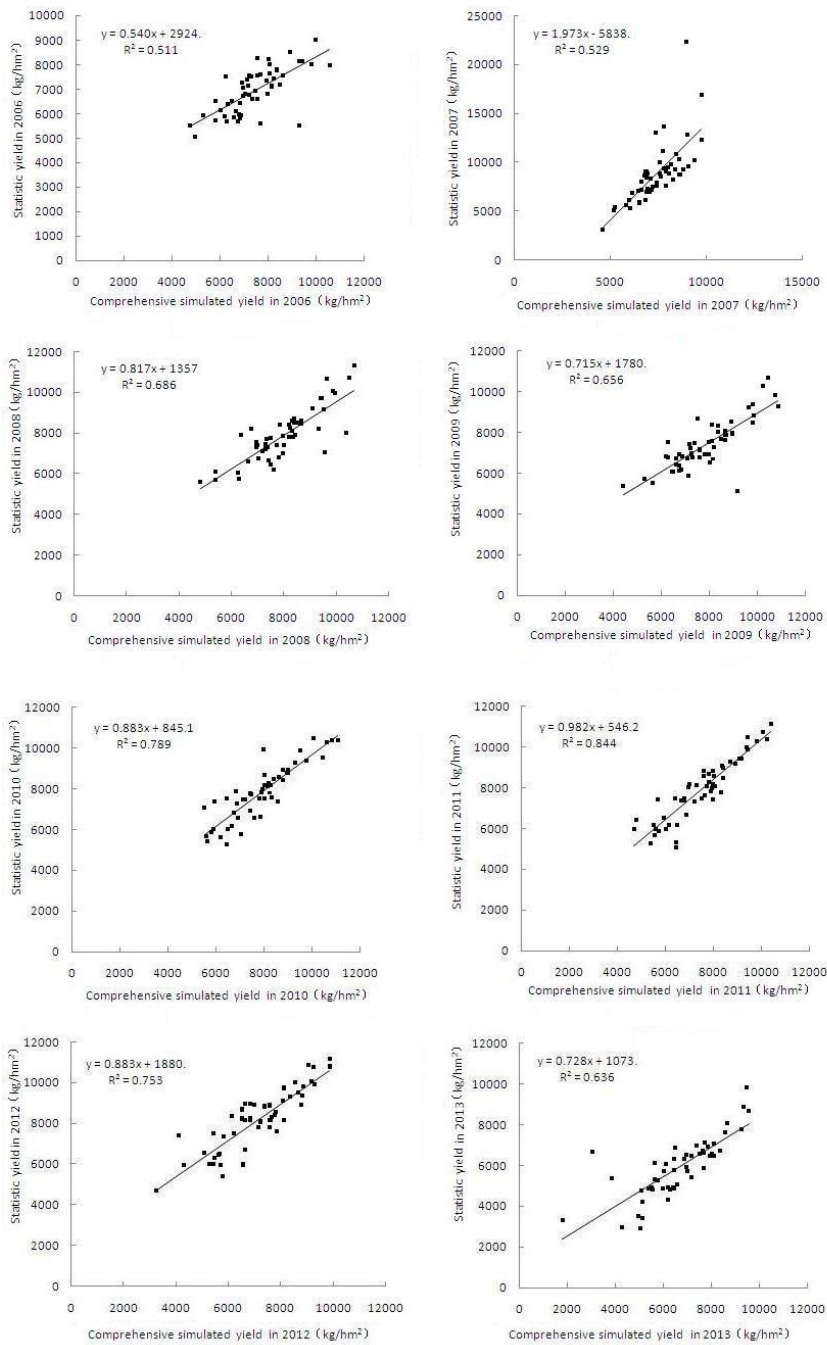 y = 0.540x + 2924.
R² = 0.511
Statistic yield in 2006 (kg/hm²)
10000
9000
8000
7000
6000
5000
4000
3000
2000
1000
0
0 2000 4000 6000 8000 10000 12000
Comprehensive simulated yield in 2006 (kg/hm²)
y = 1.973x - 5838.
R² = 0.529
Statistic yield in 2007 (kg/hm²)
25000
20000
15000
10000
5000
0
0 5000 10000 15000
Comprehensive simulated yield in 2007 (kg/hm²)
y = 0.817x + 1357
R² = 0.686
Statistic yield in 2008 (kg/hm²)
12000
10000
8000
6000
4000
2000
0
0 2000 4000 6000 8000 10000 12000
Comprehensive simulated yield in 2008 (kg/hm²)
y = 0.715x + 1780.
R² = 0.656
Statistic yield in 2009 (kg/hm²)
12000
10000
8000
6000
4000
2000
0
0 2000 4000 6000 8000 10000 12000
Comprehensive simulated yield in 2009 (kg/hm²)
y = 0.883x + 845.1
R² = 0.789
Statistic yield in 2010 (kg/hm²)
12000
10000
8000
6000
4000
2000
0
0 2000 4000 6000 8000 10000 12000
Comprehensive simulated yield in 2010 (kg/hm²)
y = 0.982x + 546.2
R² = 0.844
Statistic yield in 2011 (kg/hm²)
12000
10000
8000
6000
4000
2000
0
0 2000 4000 6000 8000 10000 12000
Comprehensive simulated yield in 2011 (kg/hm²)
y = 0.883x + 1880.
R² = 0.753
Statistic yield in 2012 (kg/hm²)
12000
10000
8000
6000
4000
2000
0
0 2000 4000 6000 8000 10000 12000
Comprehensive simulated yield in 2012 (kg/hm²)
y = 0.728x + 1073.
R² = 0.636
Statistic yield in 2013 (kg/hm²)
12000
10000
8000
6000
4000
2000
0
0 2000 4000 6000 8000 10000 12000
Comprehensive simulated yield in 2013 (kg/hm²)